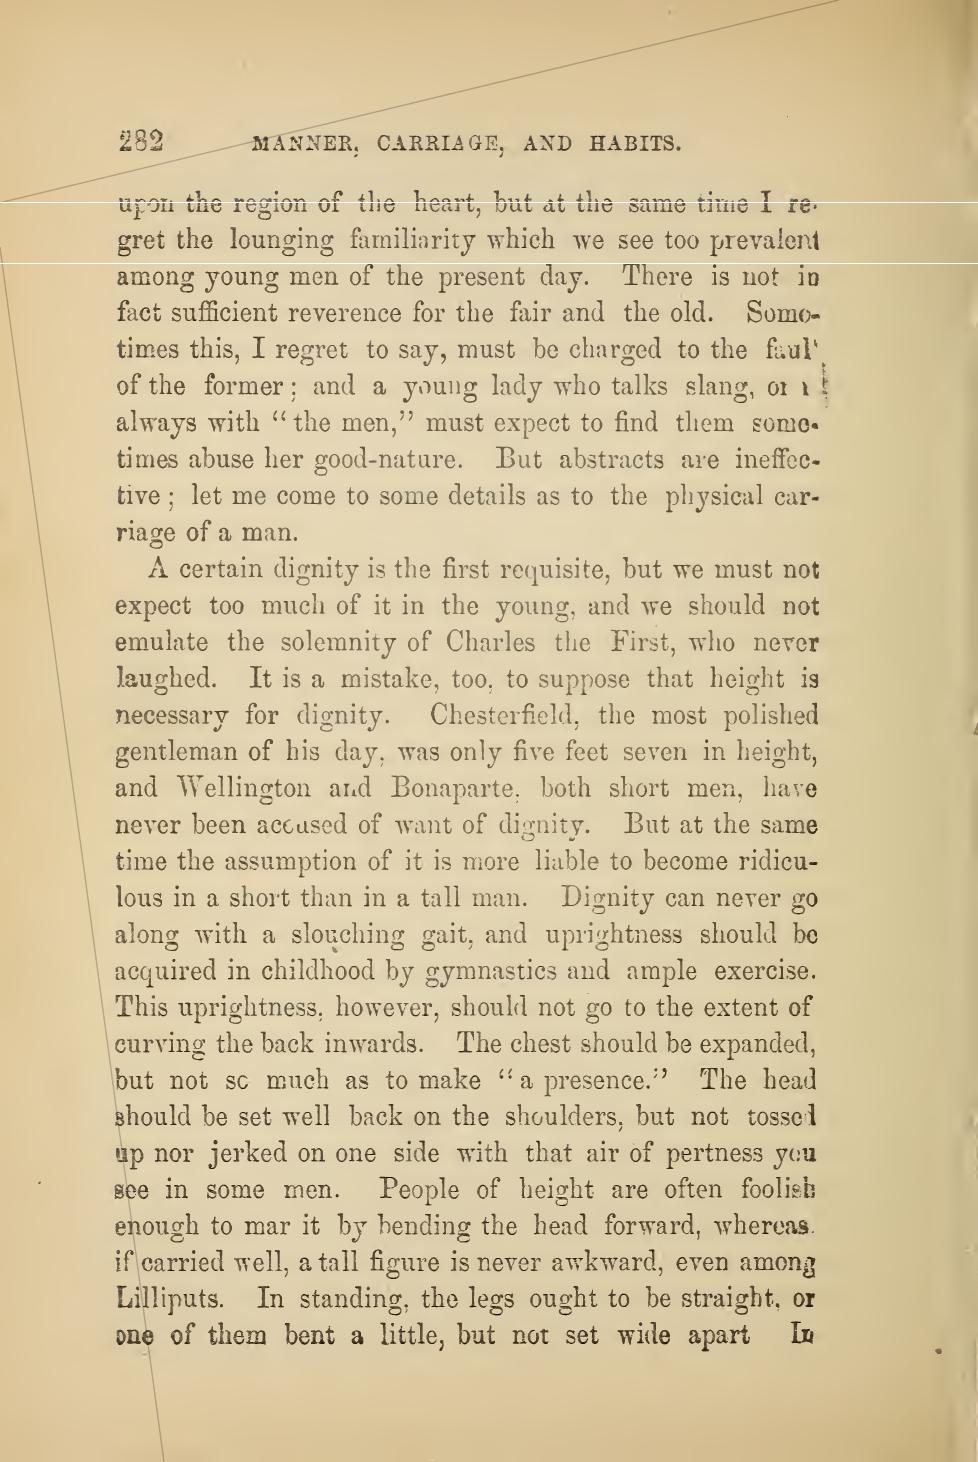 282 MANNER, CARRIAGE, AND HABITS.
upon the region of the heart, but at the same time I re-
gret the lounging familiarity which we see too prevalent
among young men of the present day. There is not in
fact sufficient reverence for the fair and the old. Some-
times this, I regret to say, must be charged to the faul
of the former; and a young lady who talks slang, or
always with “the men,” must expect to find them some-
times abuse her good-nature. But abstracts are ineffec-
tive; let me come to some details as to the physical car-
riage of a man.
A certain dignity is the first requisite, but we must not
expect too much of it in the young, and we should not
emulate the solemnity of Charles the First, who never
laughed. It is a mistake, too, to suppose that height is
necessary for dignity. Chesterfield, the most polished
gentleman of his day, was only five feet seven in height,
and Wellington and Bonaparte, both short men, have
never been accused of want of dignity. But at the same
time the assumption of it is more liable to become ridicu-
lous in a short than in a tall man. Dignity can never go
along with a slouching gait, and uprightness should be
acquired in childhood by gymnastics and ample exercise.
This uprightness, however, should not go to the extent of
curving the back inwards. The chest should be expanded,
but not so much as to make “a presence.” The head
should be set well back on the shoulders, but not tossed
up nor jerked on one side with that air of pertness you
see in some men. People of height are often foolish
enough to mar it by bending the head forward, whereas.
if carried well, a tall figure is never awkward, even among
Lilliputs. In standing, the legs ought to be straight, or
one of them bent a little, but not set wide apart In